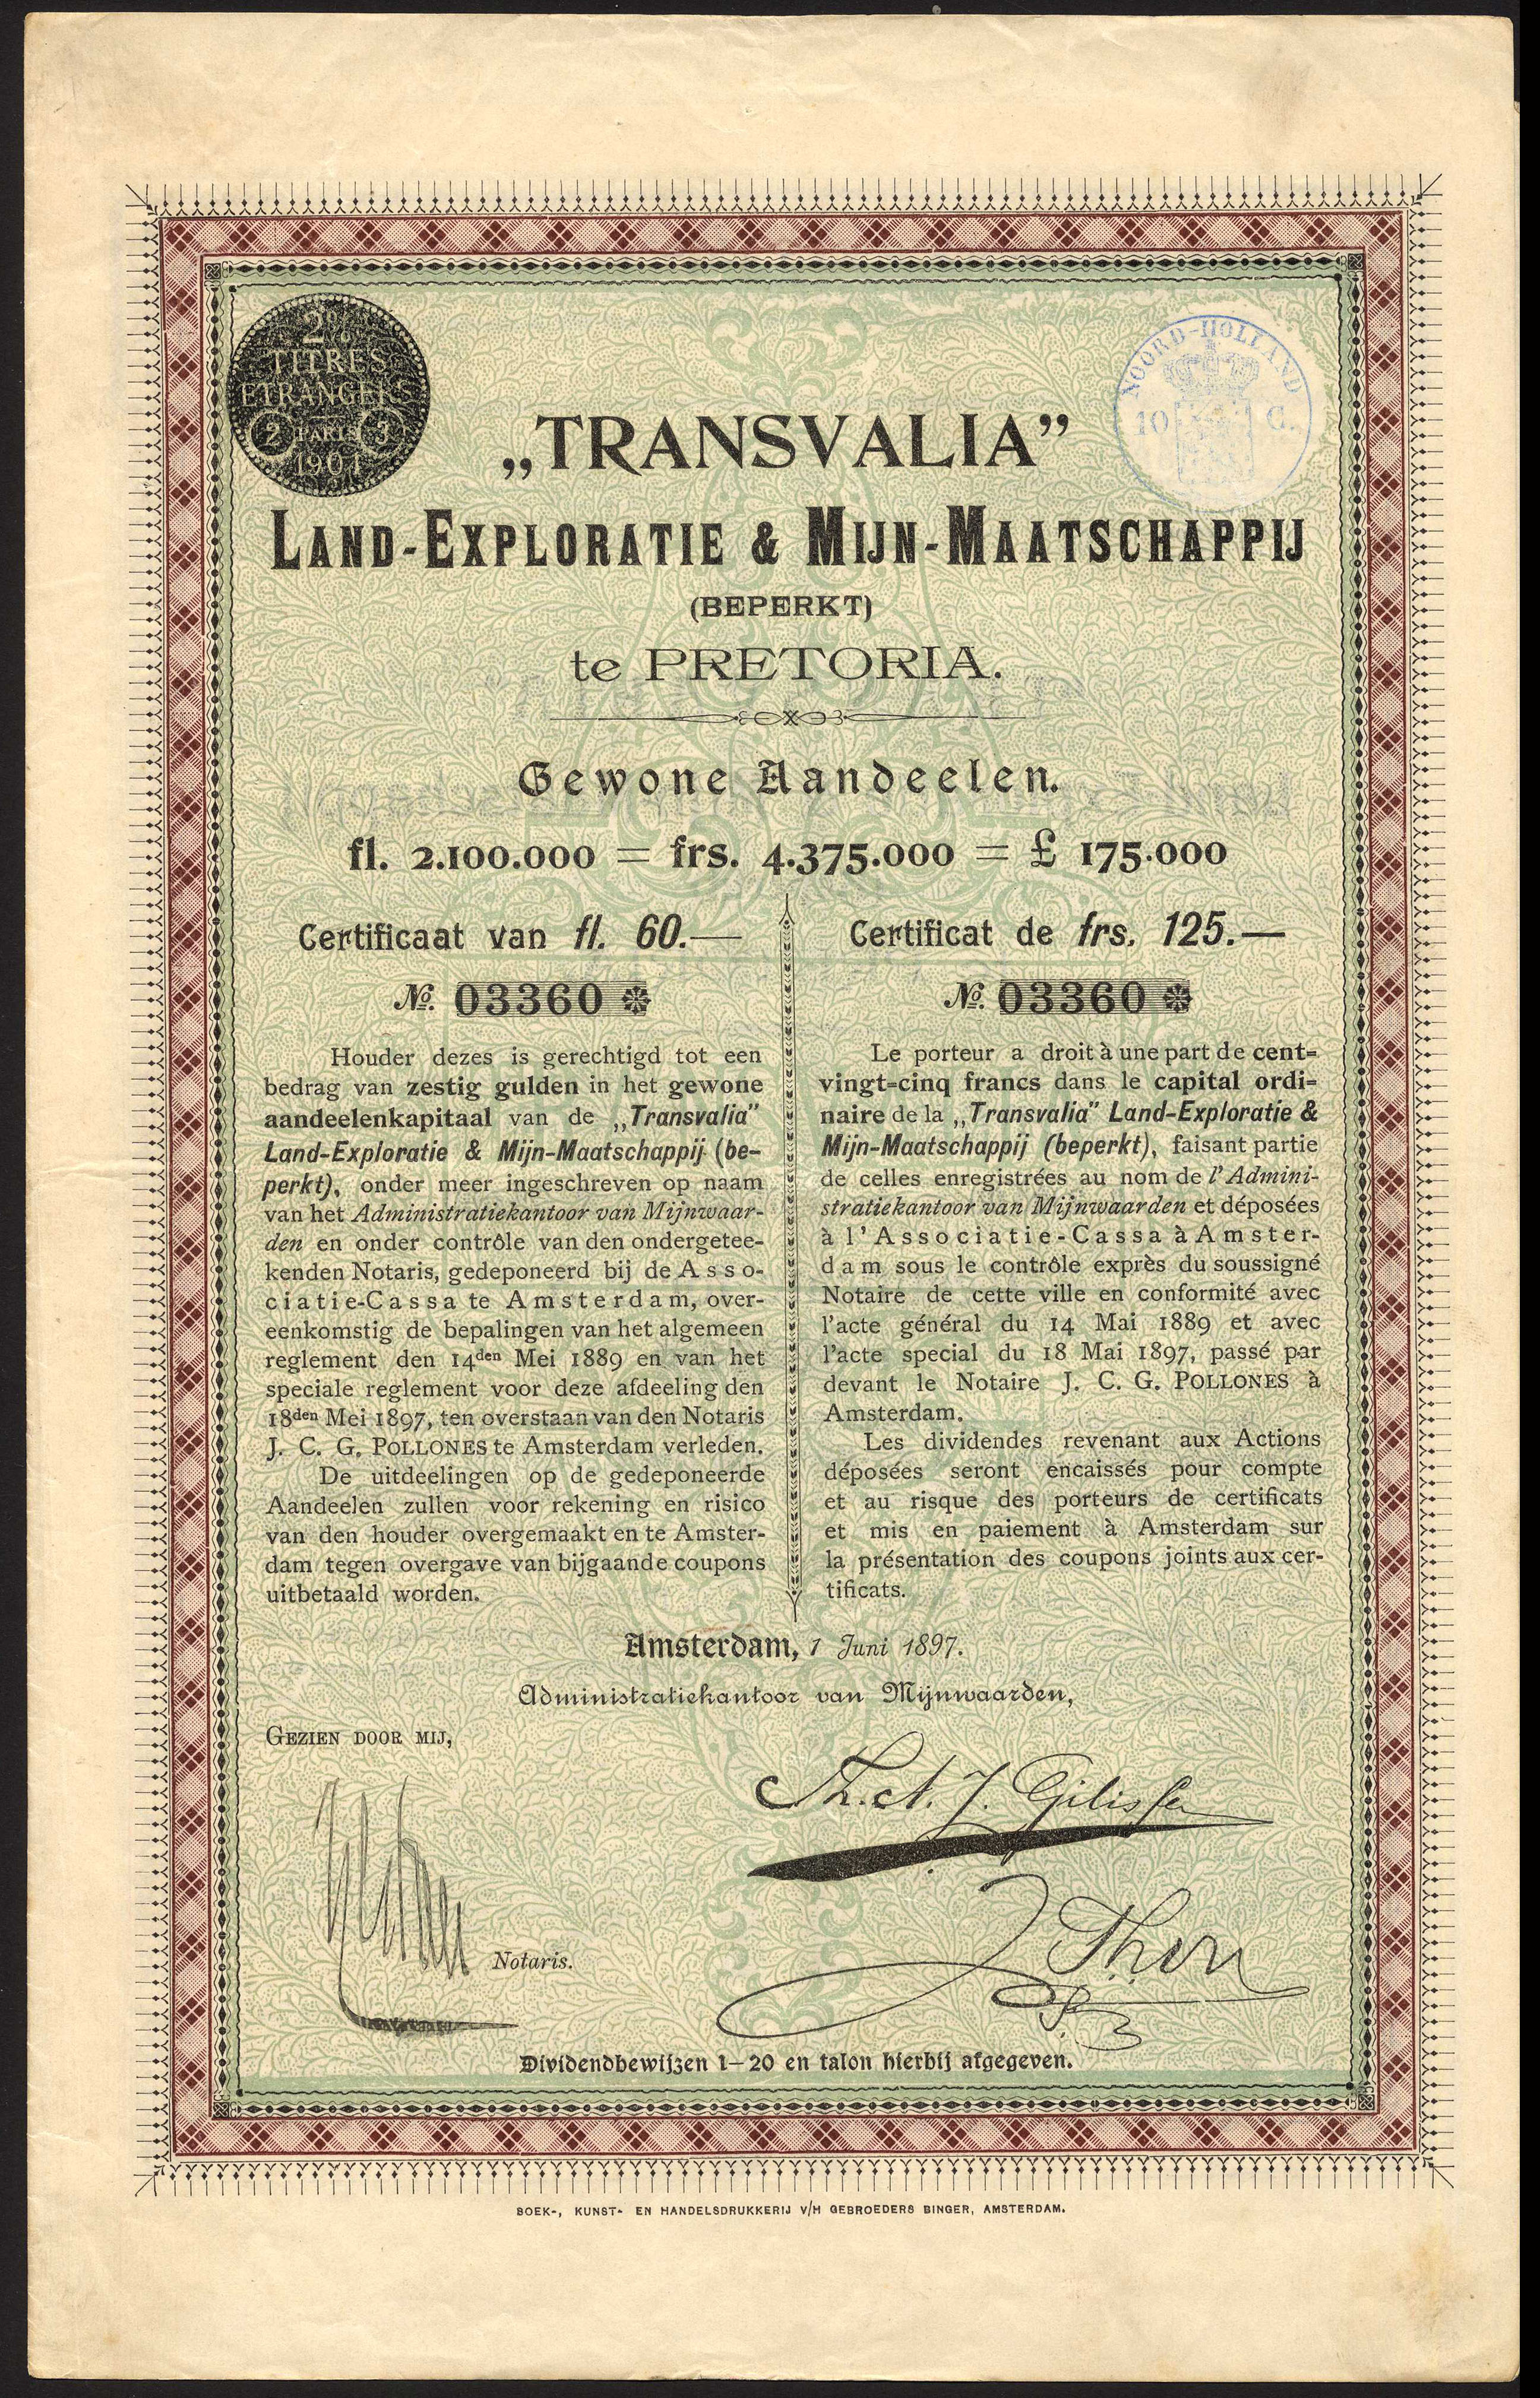 2%
TITRES
ETRANGERS
2 PARIS 3
1901
NOORD-HOLLAND
10 C.
„TRANSVALIA”
LAND-EXPLORATIE & MIJN-MAATSCHAPPIJ
(BEPERKT)
te PRETORIA.
Gewone Aandeelen.
fl. 2.100.000 = frs. 4.375.000 = £ 175.000
Certificaat van fl. 60.—
No. 03360
Houder dezes is gerechtigd tot een
bedrag van zestig gulden in het gewone
aandeelenkapitaal van de „Transvalia”
Land-Exploratie & Mijn-Maatschappij (be-
perkt), onder meer ingeschreven op naam
van het Administratiekantoor van Mijnwaar-
den en onder contrôle van den ondergetee-
kenden Notaris, gedeponeerd bij de Asso-
ciatie-Cassa te Amsterdam, over-
eenkomstig de bepalingen van het algemeen
reglement den 14den Mei 1889 en van het
speciale reglement voor deze afdeeling den
18den Mei 1897, ten overstaan van den Notaris
J. C. G. POLLONES te Amsterdam verleden.
De uitdeelingen op de gedeponeerde
Aandeelen zullen voor rekening en risico
van den houder overgemaakt en te Amster-
dam tegen overgave van bijgaande coupons
uitbetaald worden.
Certificat de frs. 125.—
No. 03360
Le porteur a droit à une part de cent-
vingt-cinq francs dans le capital ordi-
naire de la „Transvalia” Land-Exploratie &
Mijn-Maatschappij (beperkt), faisant partie
de celles enregistrées au nom de l'Admini-
stratiekantoor van Mijnwaarden et déposées
à l'Associatie-Cassa à Amster-
dam sous le contrôle exprès du soussigné
Notaire de cette ville en conformité avec
l'acte général du 14 Mai 1889 et avec
l'acte special du 18 Mai 1897, passé par
devant le Notaire J. C. G. POLLONES à
Amsterdam.
Les dividendes revenant aux Actions
déposées seront encaissés pour compte
et au risque des porteurs de certificats
et mis en paiement à Amsterdam sur
la présentation des coupons joints aux cer-
tificats.
Amsterdam, 1 Juni 1897.
Administratiekantoor van Mijnwaarden,
GEZIEN DOOR MIJ,
Th. A. J. Gilissen
Notaris.
Dividendbewijzen 1—20 en talon hierbij afgegeven.
BOEK-, KUNST- EN HANDELSDRUKKERIJ V/H GEBROEDERS BINGER, AMSTERDAM.